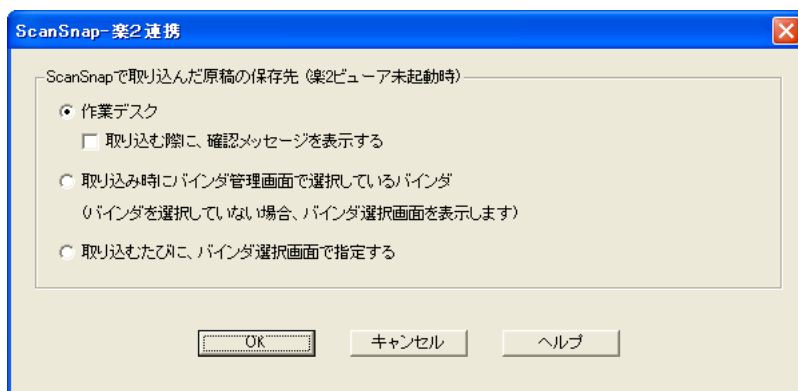 ScanSnap-楽2連携
ScanSnapで取り込んだ原稿の保存先(楽2ビューア未起動時)
作業デスク
取り込む際に、確認メッセージを表示する
取り込み時にバインダ管理画面で選択しているバインダ
(バインダを選択していない場合、バインダ選択画面を表示します)
取り込むたびに、バインダ選択画面で指定する
OK キャンセル ヘルプ